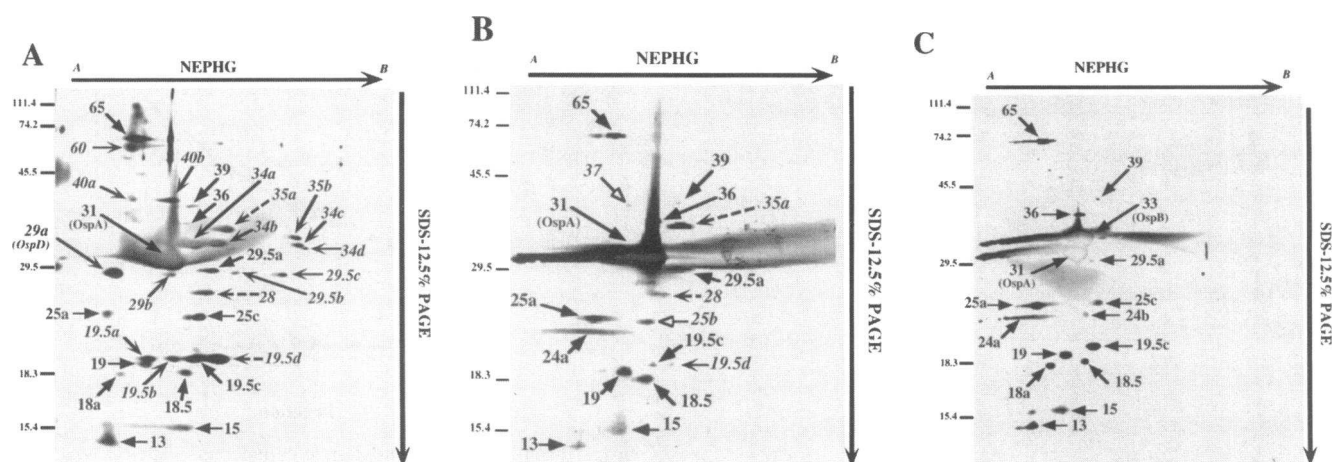 A
A NEPHG B
111.4
74.2
45.5
29.5
18.3
15.4
65
60
40a
40b
39
36
34a
35a
35b
34c
34b
34d
31
(OspA)
29a
(OspD)
29.5a
29.5c
29.5b
29b
28
25a
25c
19.5a
19
19.5b
19.5d
19.5c
18a
18.5
15
13
SDS-12.5% PAGE
B
A NEPHG B
111.4
74.2
45.5
29.5
18.3
15.4
65
37
39
36
35a
31
(OspA)
29.5a
28
25a
25b
24a
19.5c
19.5d
19
18.5
15
13
SDS-12.5% PAGE
C
A NEPHG B
111.4
74.2
45.5
29.5
18.3
15.4
65
39
36
33
(OspB)
31
(OspA)
29.5a
25a
25c
24b
24a
19.5c
19
18.5
18a
15
13
SDS-12.5% PAGE